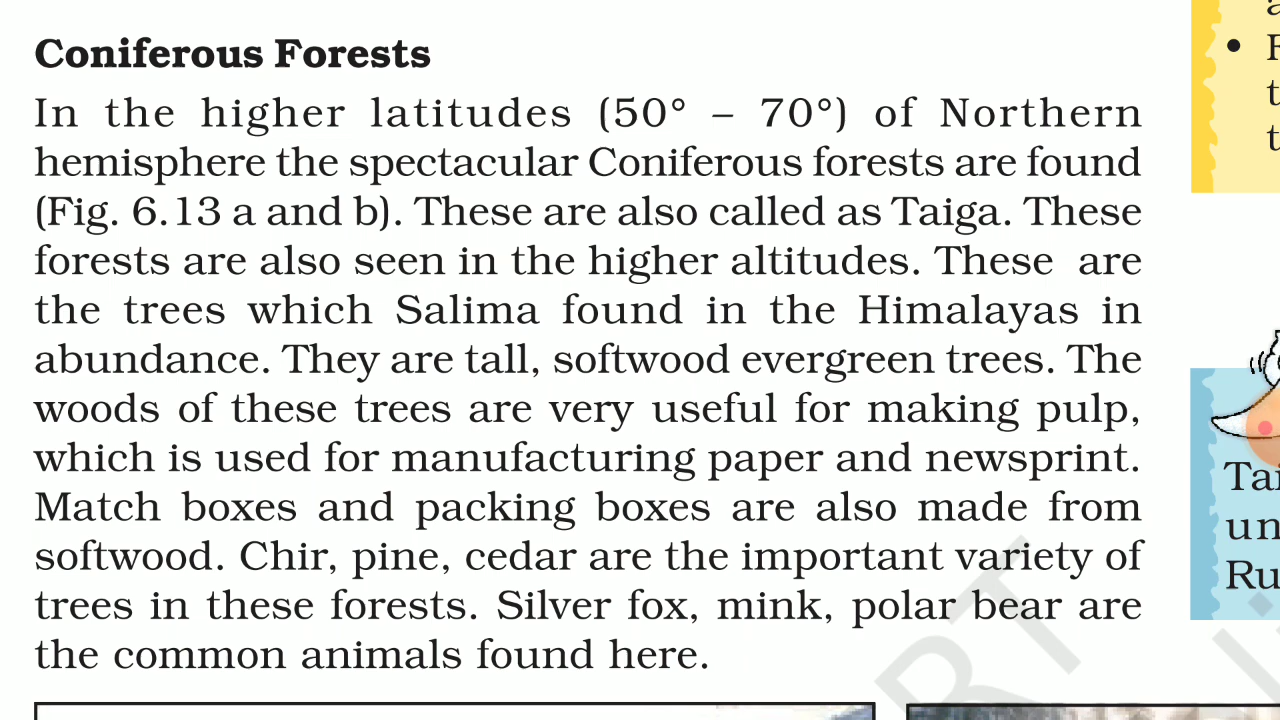 Coniferous Forests
In the higher latitudes (50° – 70°) of Northern
hemisphere the spectacular Coniferous forests are found
(Fig. 6.13 a and b). These are also called as Taiga. These
forests are also seen in the higher altitudes. These are
the trees which Salima found in the Himalayas in
abundance. They are tall, softwood evergreen trees. The
woods of these trees are very useful for making pulp,
which is used for manufacturing paper and newsprint.
Match boxes and packing boxes are also made from
softwood. Chir, pine, cedar are the important variety of
trees in these forests. Silver fox, mink, polar bear are
the common animals found here.